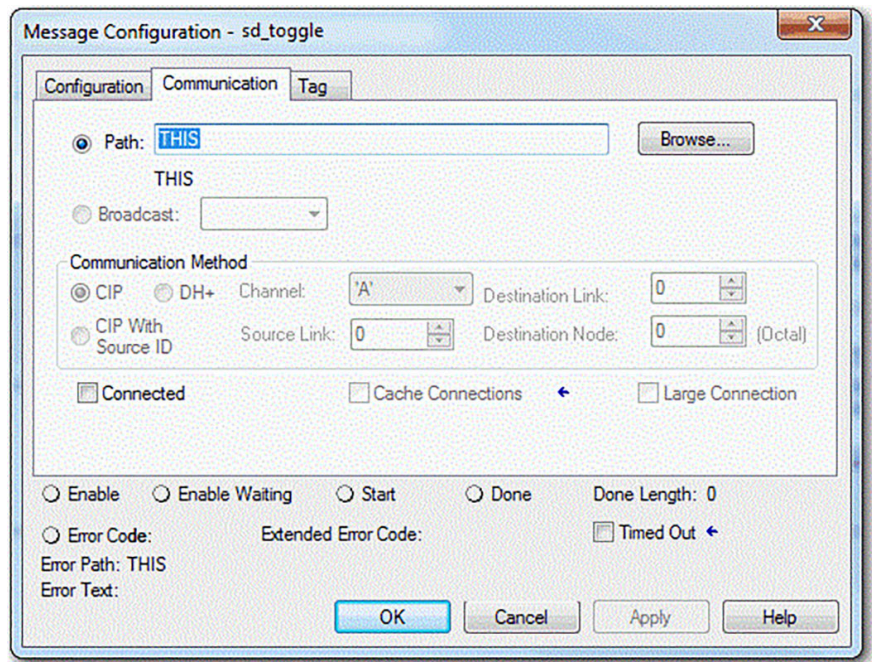 Message Configuration - sd_toggle
Configuration Communication Tag
Path: THIS Browse...
THIS
Broadcast:
Communication Method
CIP DH+ Channel: 'A' Destination Link: 0
CIP With
Source ID
Source Link: 0 Destination Node: 0 (Octal)
Connected Cache Connections Large Connection
Enable Enable Waiting Start Done Done Length: 0
Error Code: Extended Error Code: Timed Out
Error Path: THIS
Error Text:
OK Cancel Apply Help